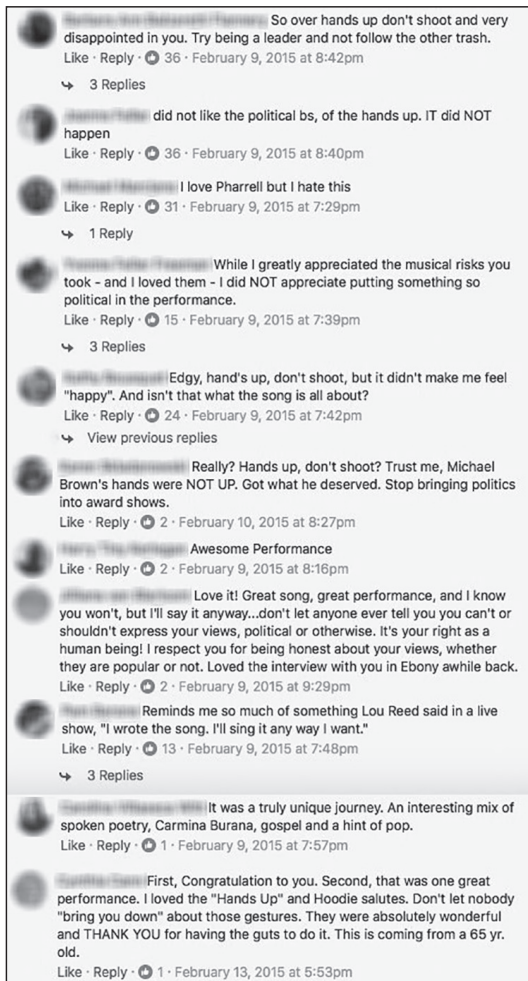 So over hands up don't shoot and very
disappointed in you. Try being a leader and not follow the other trash.
Like · Reply · 36 · February 9, 2015 at 8:42pm
3 Replies
did not like the political bs, of the hands up. IT did NOT
happen
Like · Reply · 36 · February 9, 2015 at 8:40pm
I love Pharrell but I hate this
Like · Reply · 31 · February 9, 2015 at 7:29pm
1 Reply
While I greatly appreciated the musical risks you
took - and I loved them - I did NOT appreciate putting something so
political in the performance.
Like · Reply · 15 · February 9, 2015 at 7:39pm
3 Replies
Edgy, hand's up, don't shoot, but it didn't make me feel
"happy". And isn't that what the song is all about?
Like · Reply · 24 · February 9, 2015 at 7:42pm
View previous replies
Really? Hands up, don't shoot? Trust me, Michael
Brown's hands were NOT UP. Got what he deserved. Stop bringing politics
into award shows.
Like · Reply · 2 · February 10, 2015 at 8:27pm
Awesome Performance
Like · Reply · 2 · February 9, 2015 at 8:16pm
Love it! Great song, great performance, and I know
you won't, but I'll say it anyway...don't let anyone ever tell you you can't or
shouldn't express your views, political or otherwise. It's your right as a
human being! I respect you for being honest about your views, whether
they are popular or not. Loved the interview with you in Ebony awhile back.
Like · Reply · 2 · February 9, 2015 at 9:29pm
Reminds me so much of something Lou Reed said in a live
show, "I wrote the song. I'll sing it any way I want."
Like · Reply · 13 · February 9, 2015 at 7:48pm
3 Replies
It was a truly unique journey. An interesting mix of
spoken poetry, Carmina Burana, gospel and a hint of pop.
Like · Reply · 1 · February 9, 2015 at 7:57pm
First, Congratulation to you. Second, that was one great
performance. I loved the "Hands Up" and Hoodie salutes. Don't let nobody
"bring you down" about those gestures. They were absolutely wonderful
and THANK YOU for having the guts to do it. This is coming from a 65 yr.
old.
Like · Reply · 1 · February 13, 2015 at 5:53pm